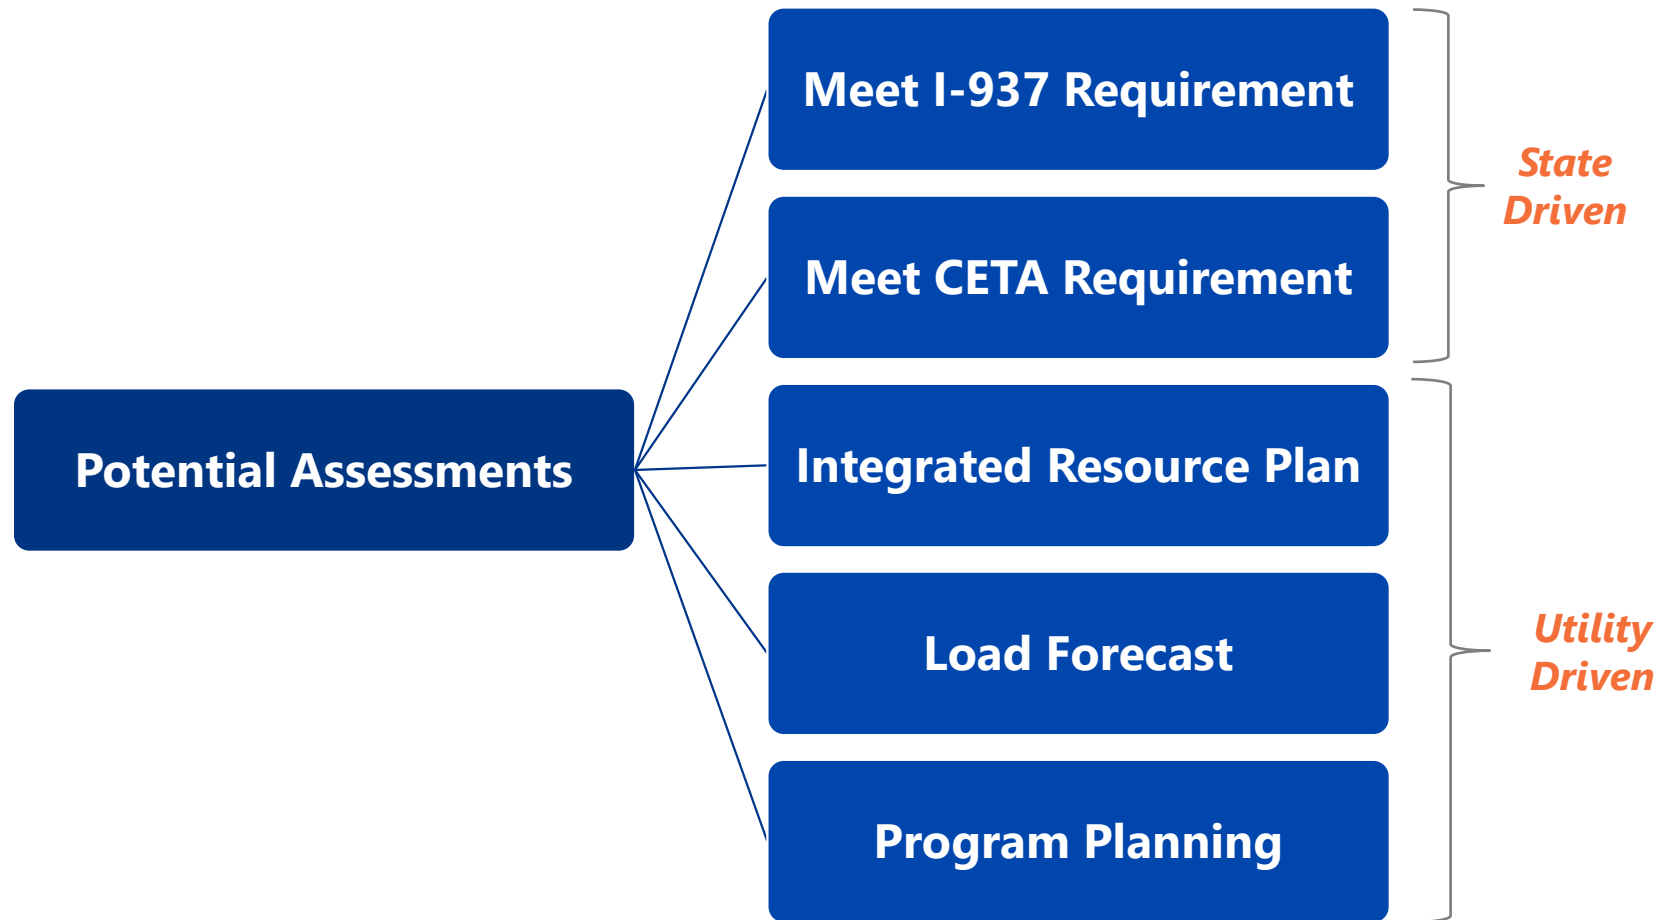 Potential Assessments
Meet I-937 Requirement
Meet CETA Requirement
Integrated Resource Plan
Load Forecast
Program Planning
State
Driven
Utility
Driven